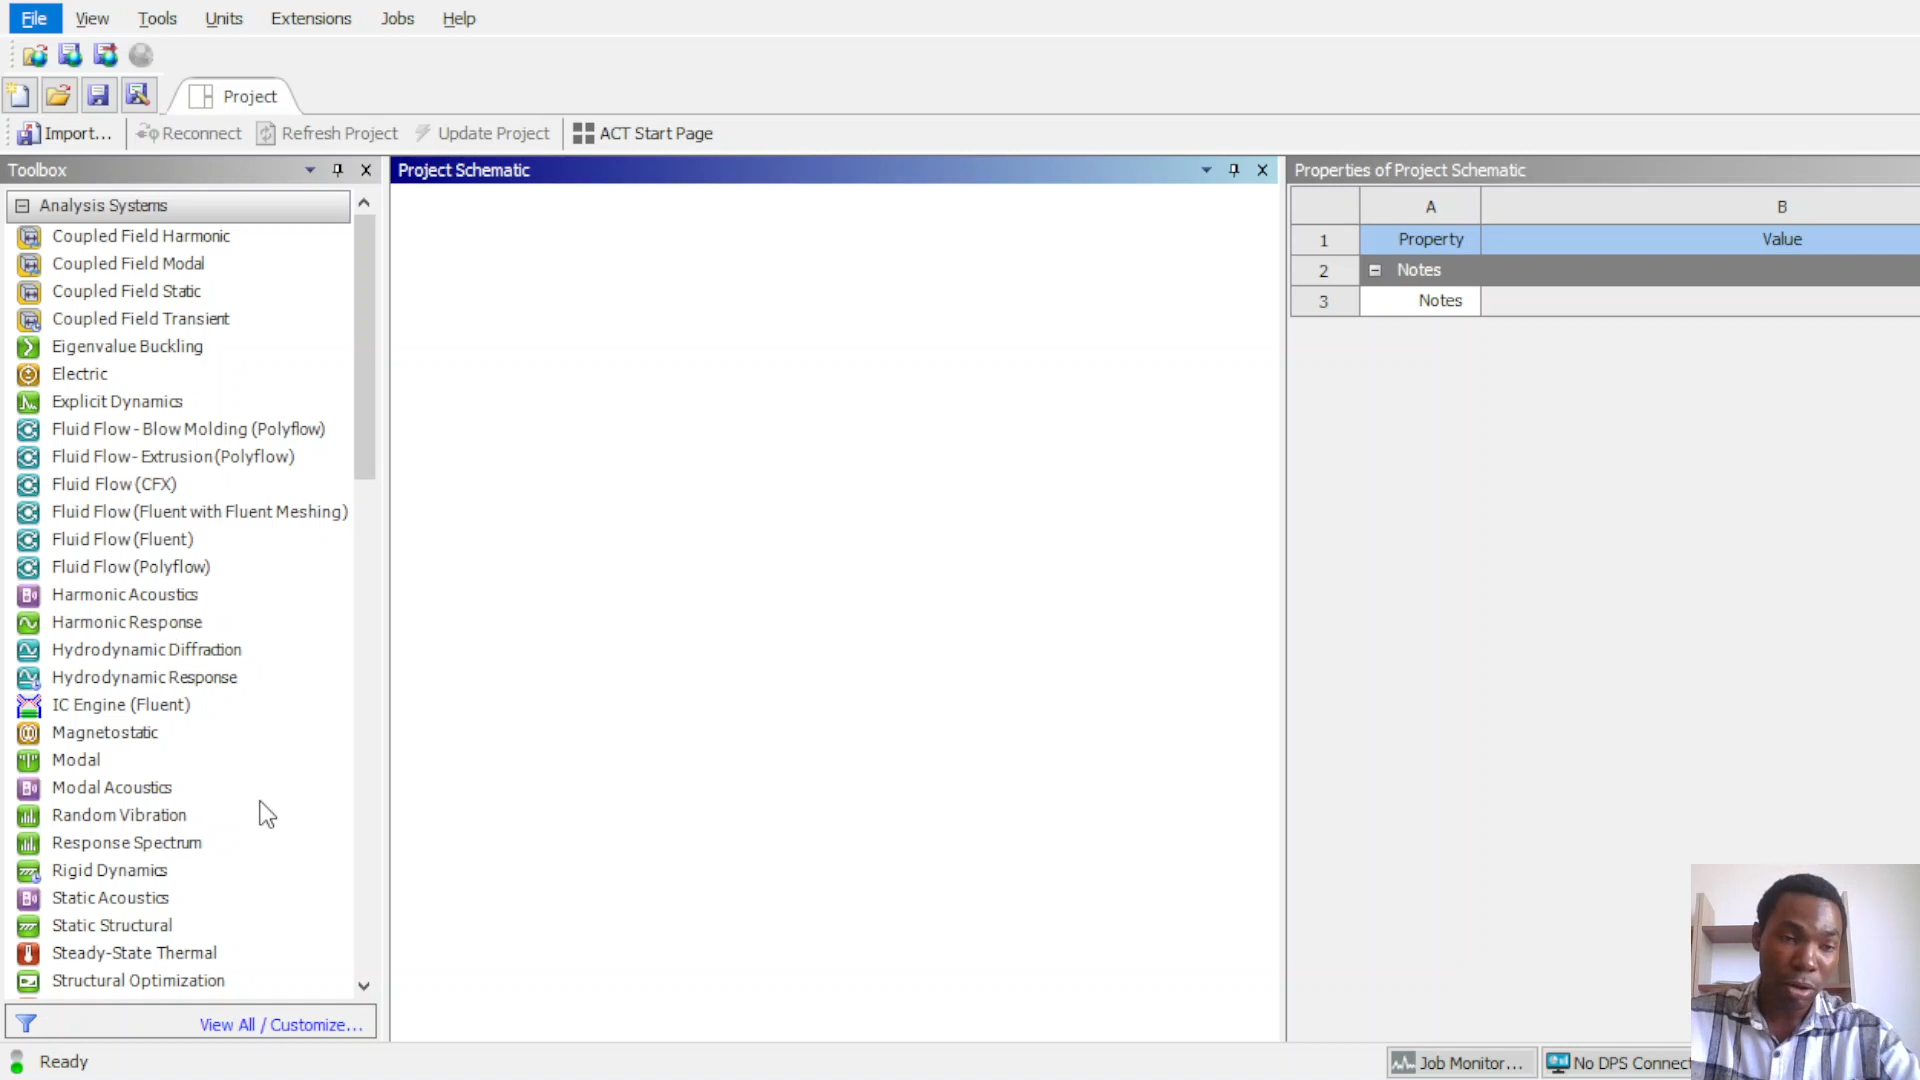 File View Tools Units Extensions Jobs Help
Project
Import... Reconnect Refresh Project Update Project ACT Start Page
Toolbox
Analysis Systems
Coupled Field Harmonic
Coupled Field Modal
Coupled Field Static
Coupled Field Transient
Eigenvalue Buckling
Electric
Explicit Dynamics
Fluid Flow - Blow Molding (Polyflow)
Fluid Flow- Extrusion (Polyflow)
Fluid Flow (CFX)
Fluid Flow (Fluent with Fluent Meshing)
Fluid Flow (Fluent)
Fluid Flow (Polyflow)
Harmonic Acoustics
Harmonic Response
Hydrodynamic Diffraction
Hydrodynamic Response
IC Engine (Fluent)
Magnetostatic
Modal
Modal Acoustics
Random Vibration
Response Spectrum
Rigid Dynamics
Static Acoustics
Static Structural
Steady-State Thermal
Structural Optimization
View All / Customize...
Project Schematic
Properties of Project Schematic
A B
1 Property Value
2 Notes
3 Notes
Ready
Job Monitor...
No DPS Connect